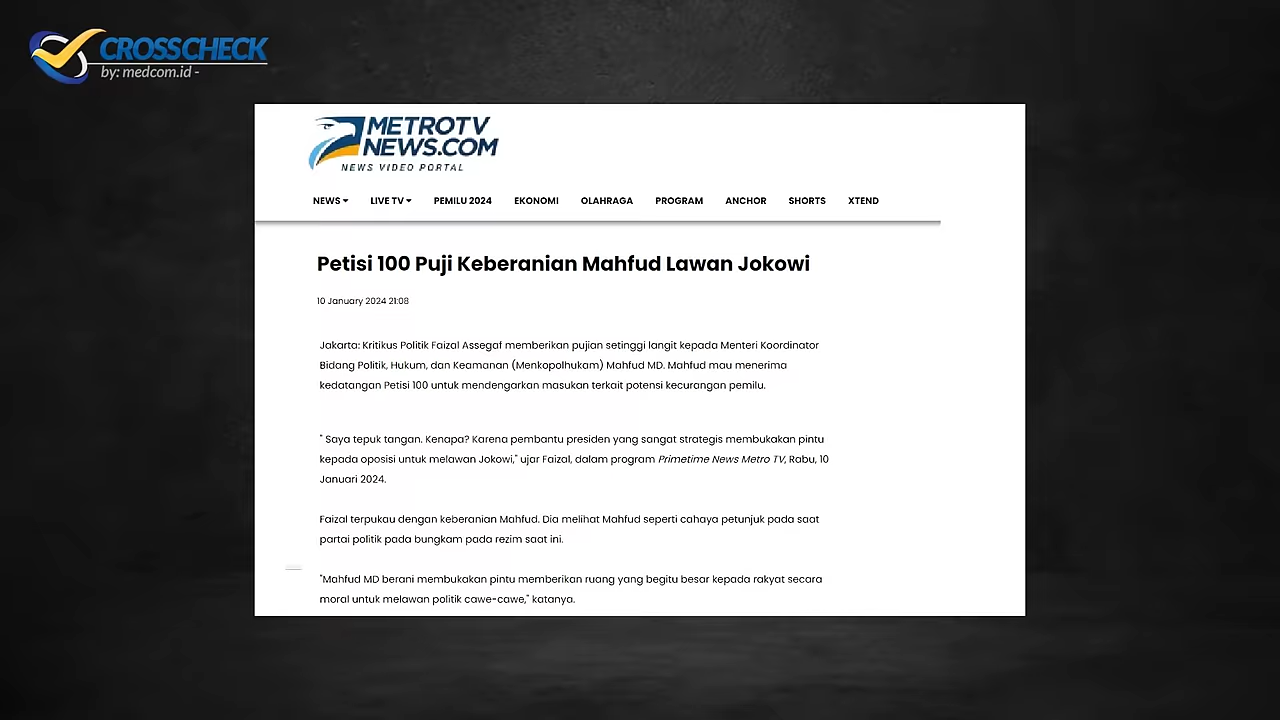 CROSSCHECK
by: medcom.id -
METROTV
NEWS.COM
NEWS VIDEO PORTAL
NEWS LIVE TV PEMILU 2024 EKONOMI OLAHRAGA PROGRAM ANCHOR SHORTS XTEND
Petisi 100 Puji Keberanian Mahfud Lawan Jokowi
10 January 2024 21:08
Jakarta: Kritikus Politik Faizal Assegaf memberikan pujian setinggi langit kepada Menteri Koordinator
Bidang Politik, Hukum, dan Keamanan (Menkopolhukam) Mahfud MD. Mahfud mau menerima
kedatangan Petisi 100 untuk mendengarkan masukan terkait potensi kecurangan pemilu.
" Saya tepuk tangan. Kenapa? Karena pembantu presiden yang sangat strategis membukakan pintu
kepada oposisi untuk melawan Jokowi," ujar Faizal, dalam program Primetime News Metro TV, Rabu, 10
Januari 2024.
Faizal terpukau dengan keberanian Mahfud. Dia melihat Mahfud seperti cahaya petunjuk pada saat
partai politik pada bungkam pada rezim saat ini.
"Mahfud MD berani membukakan pintu memberikan ruang yang begitu besar kepada rakyat secara
moral untuk melawan politik cawe-cawe," katanya.